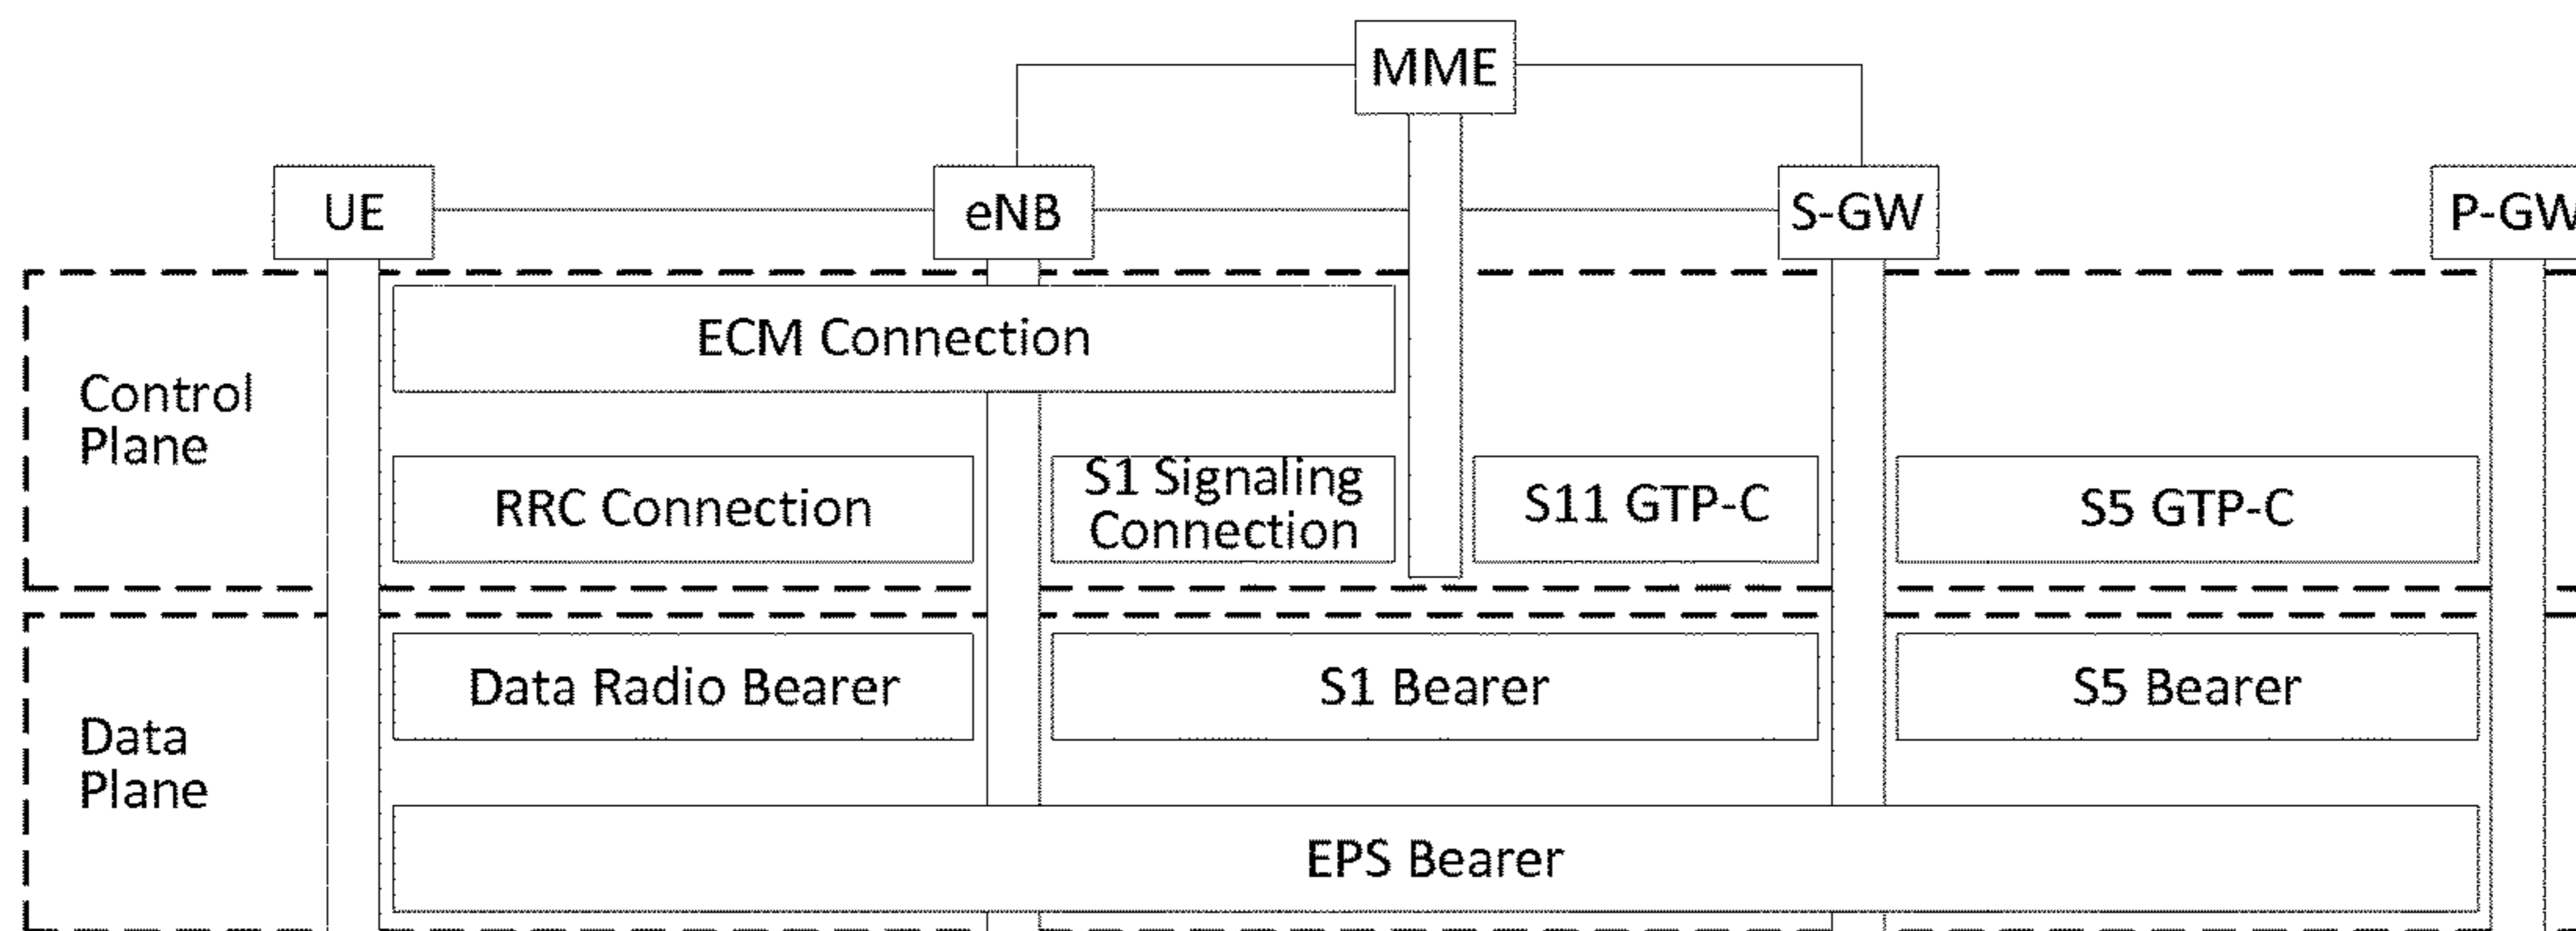 MME
UE
eNB
S-GW
P-GW
ECM Connection
Control
Plane
RRC Connection
S1 Signaling
Connection
S11 GTP-C
S5 GTP-C
Data Radio Bearer
S1 Bearer
S5 Bearer
Data
Plane
EPS Bearer